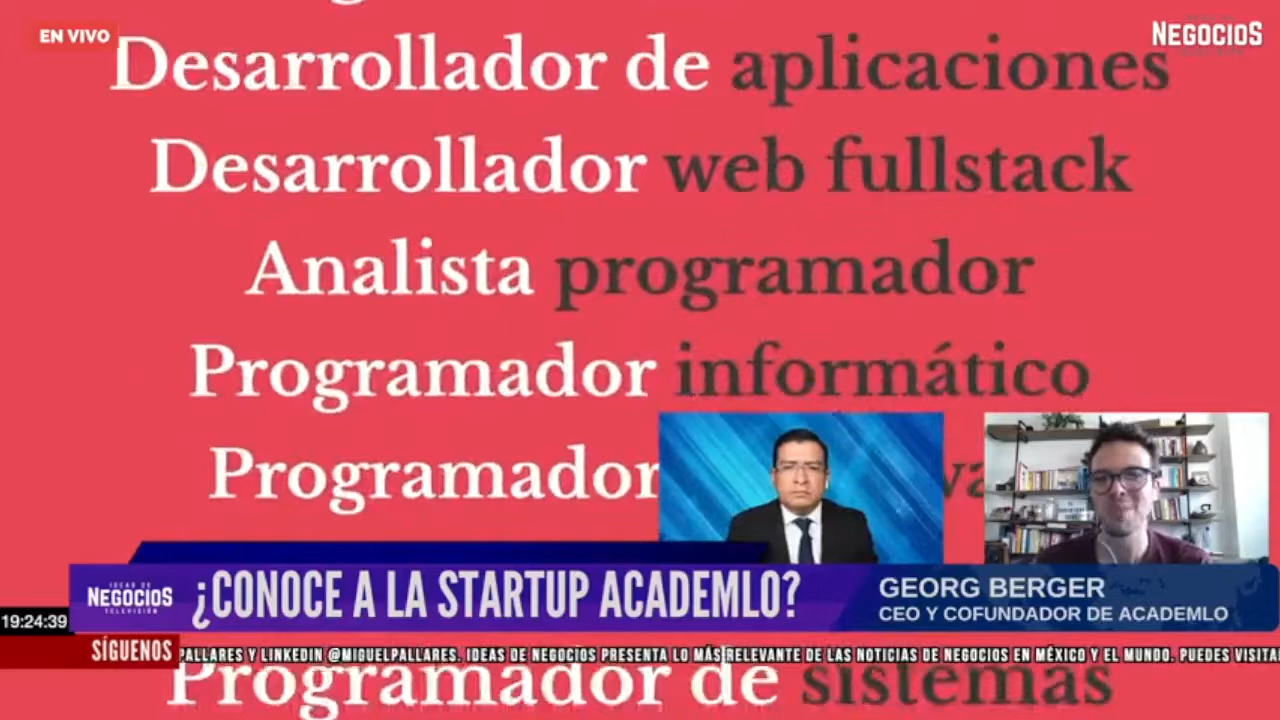 EN VIVO
NEGOCIOS
Desarrollador de aplicaciones
Desarrollador web fullstack
Analista programador
Programador informático
Programador
IDEAS DE
NEGOCIOS
TELEVISIÓN
¿CONOCE A LA STARTUP ACADEMLO?
GEORG BERGER
CEO Y COFUNDADOR DE ACADEMLO
19:24:39
SÍGUENOS
PALLARES Y LINKEDIN @MIGUELPALLARES. IDEAS DE NEGOCIOS PRESENTA LO MÁS RELEVANTE DE LAS NOTICIAS DE NEGOCIOS EN MÉXICO Y EL MUNDO. PUEDES VISITA
Programador de sistemas